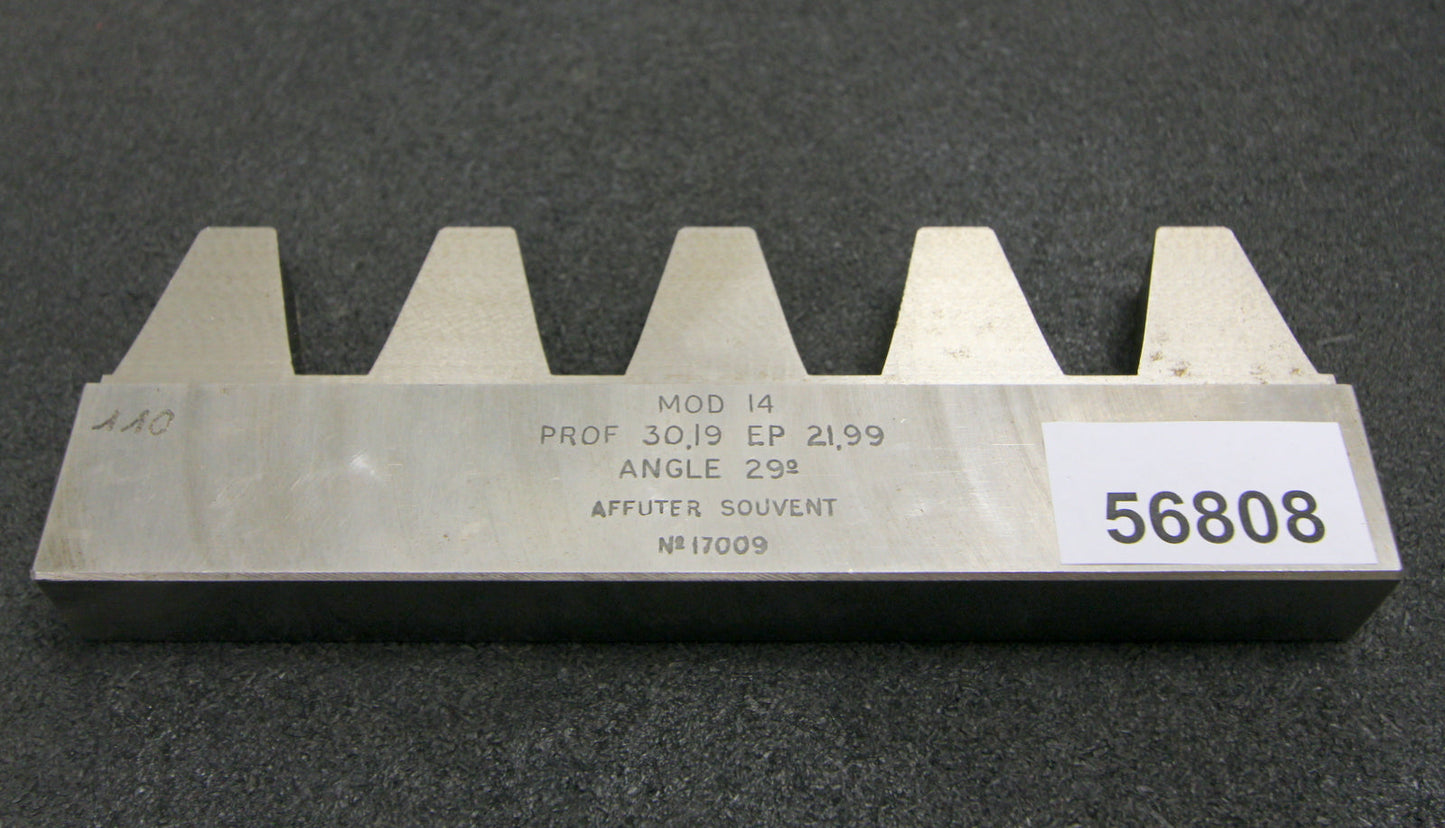 110
MOD 14
PROF 30,19 EP 21,99
ANGLE 29º
AFFUTER SOUVENT
Nº 17009
56808